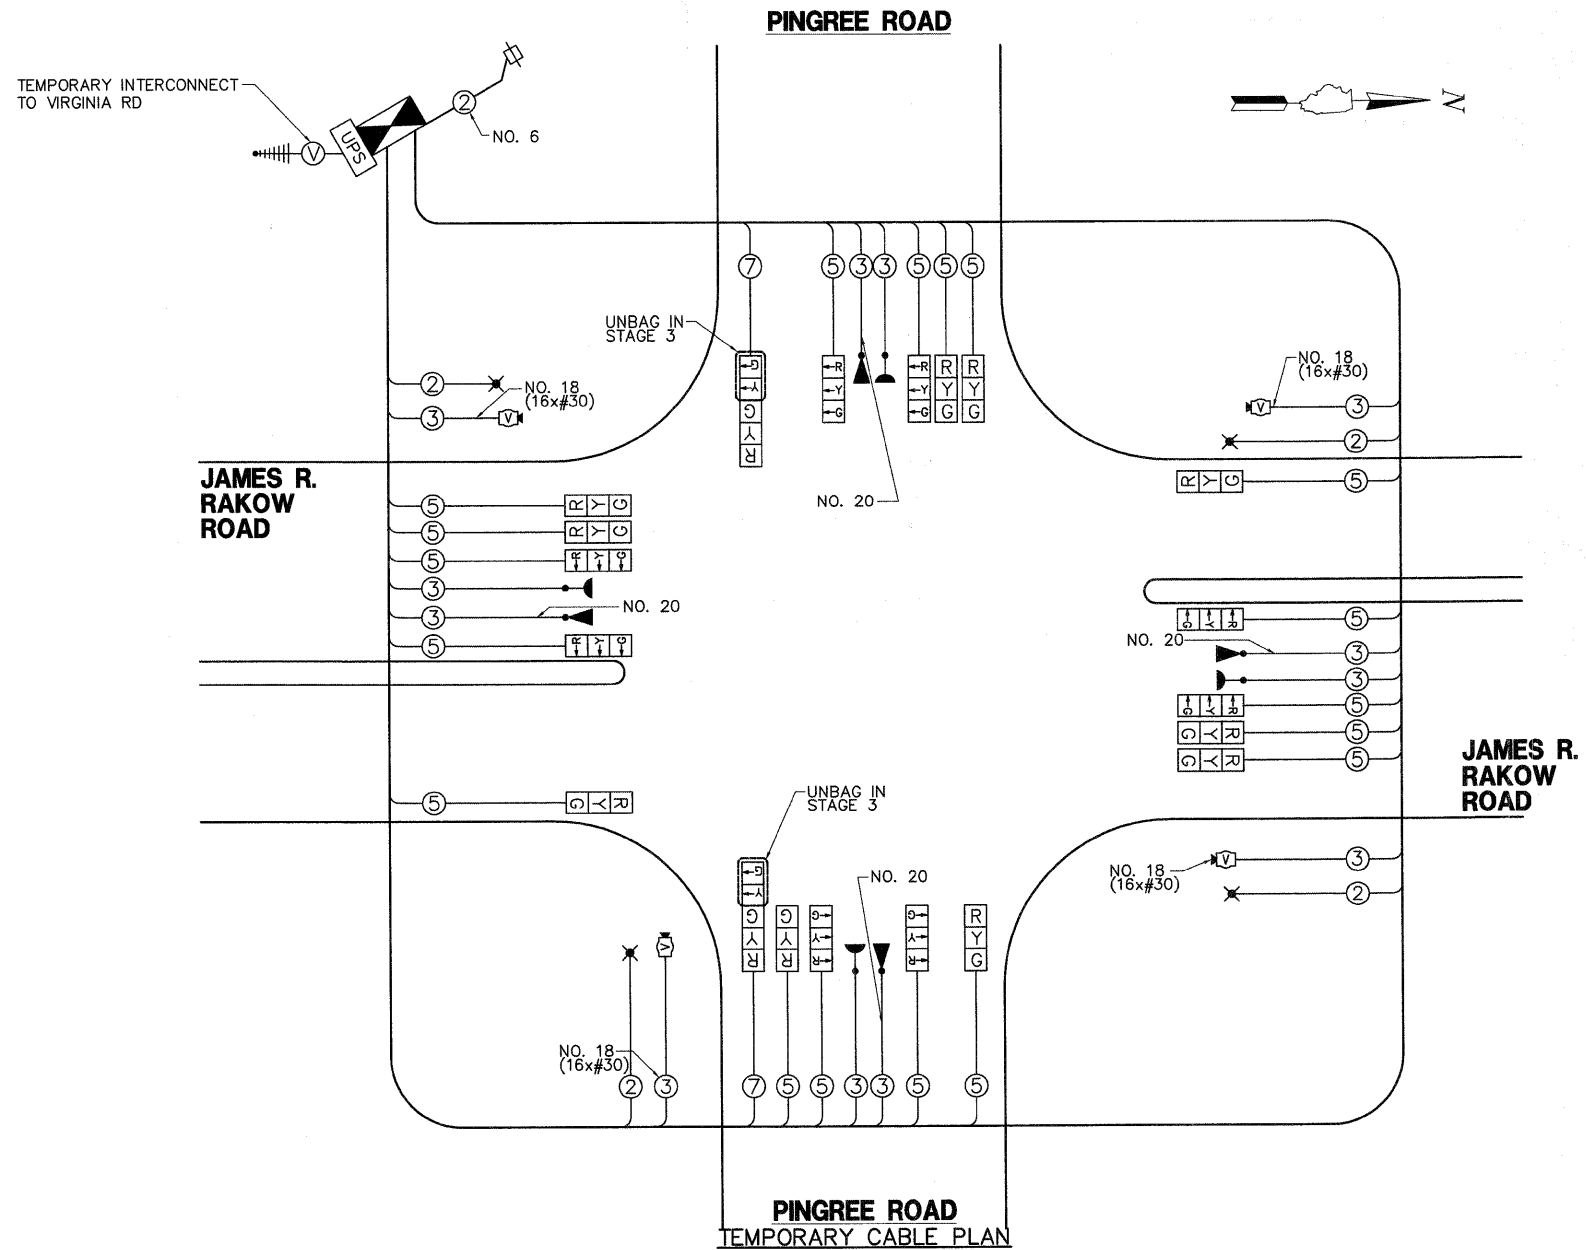 PINGREE ROAD
TEMPORARY INTERCONNECT
TO VIRGINIA RD
V
UPS
2
NO. 6
N
7
5
3
3
5
5
5
UNBAG IN
STAGE 3
G
Y
G
Y
R
R
Y
G
R
Y
G
R
Y
G
R
Y
G
NO. 20
2
NO. 18
(16x#30)
3
V
NO. 18
(16x#30)
V
3
2
R Y G
5
JAMES R.
RAKOW
ROAD
5
R Y G
5
R Y G
5
R Y G
3
3
NO. 20
5
R Y G
G Y R
5
NO. 20
3
3
G Y R
5
G Y R
5
G Y R
5
JAMES R.
RAKOW
ROAD
5
G Y R
UNBAG IN
STAGE 3
G
Y
G
Y
R
G
Y
R
G
Y
R
NO. 20
G
Y
R
R
Y
G
V
3
NO. 18
(16x#30)
2
V
NO. 18
(16x#30)
2
3
7
5
5
3
3
5
5
PINGREE ROAD
TEMPORARY CABLE PLAN